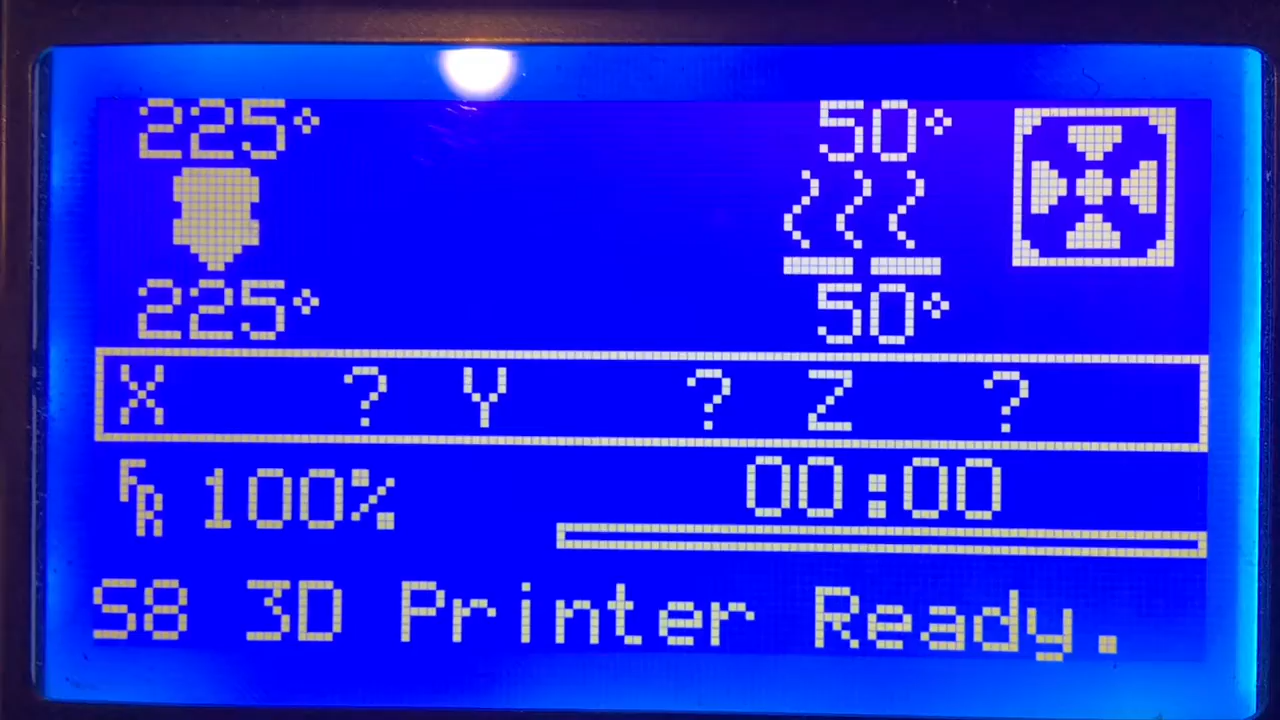 225° 50°
225° 50°
X ? Y ? Z ?
FR 100% 00:00
S8 3D Printer Ready.